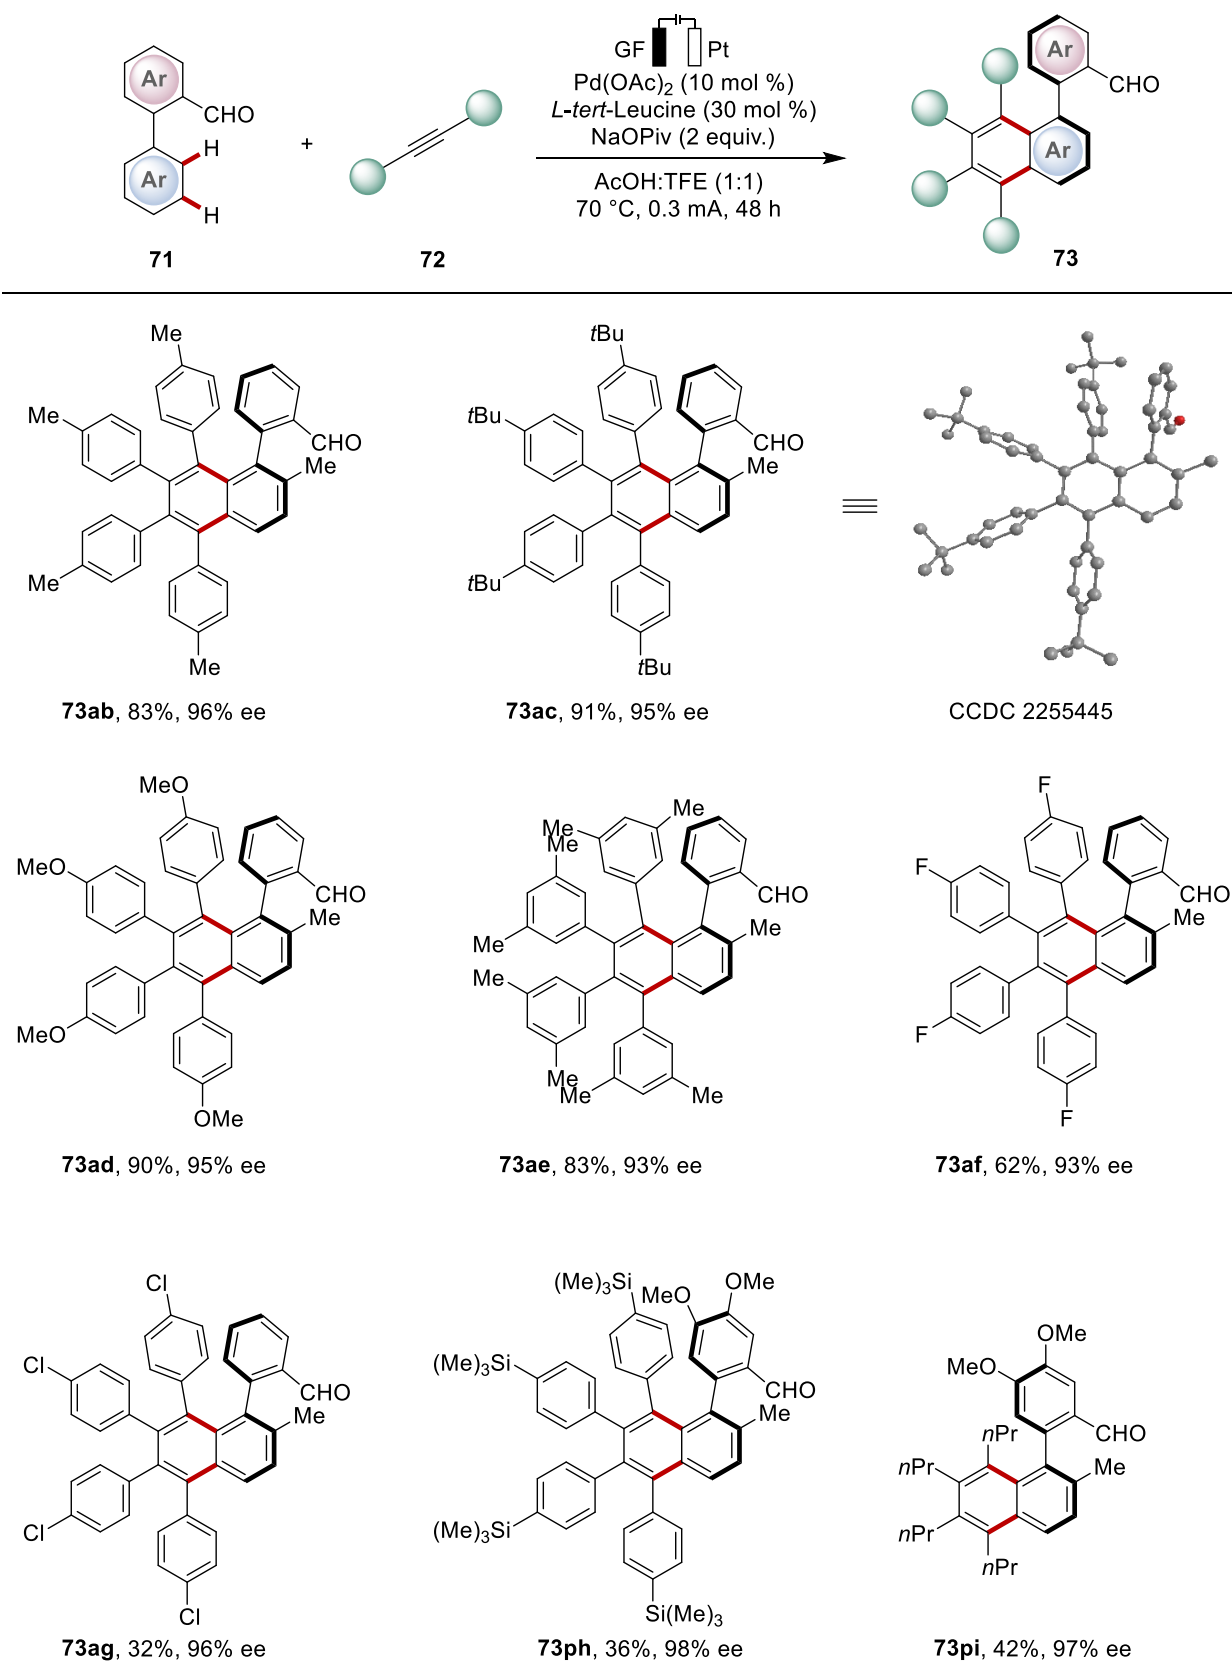 GF Pt
Pd(OAc)2 (10 mol %)
L-tert-Leucine (30 mol %)
NaOPiv (2 equiv.)
AcOH:TFE (1:1)
70 °C, 0.3 mA, 48 h
Ar
CHO
H
Ar
H
+
Ar
CHO
Ar
71
72
73
Me
Me
CHO
Me
Me
Me
tBu
tBu
CHO
Me
tBu
tBu
73ab, 83%, 96% ee
73ac, 91%, 95% ee
CCDC 2255445
MeO
MeO
CHO
Me
MeO
OMe
Me
Me
Me
CHO
Me
Me
Me
Me
Me
Me
F
F
CHO
Me
F
F
73ad, 90%, 95% ee
73ae, 83%, 93% ee
73af, 62%, 93% ee
Cl
Cl
CHO
Me
Cl
Cl
(Me)3Si
MeO
OMe
(Me)3Si
CHO
Me
(Me)3Si
Si(Me)3
OMe
MeO
nPr
CHO
nPr
Me
nPr
nPr
73ag, 32%, 96% ee
73ph, 36%, 98% ee
73pi, 42%, 97% ee